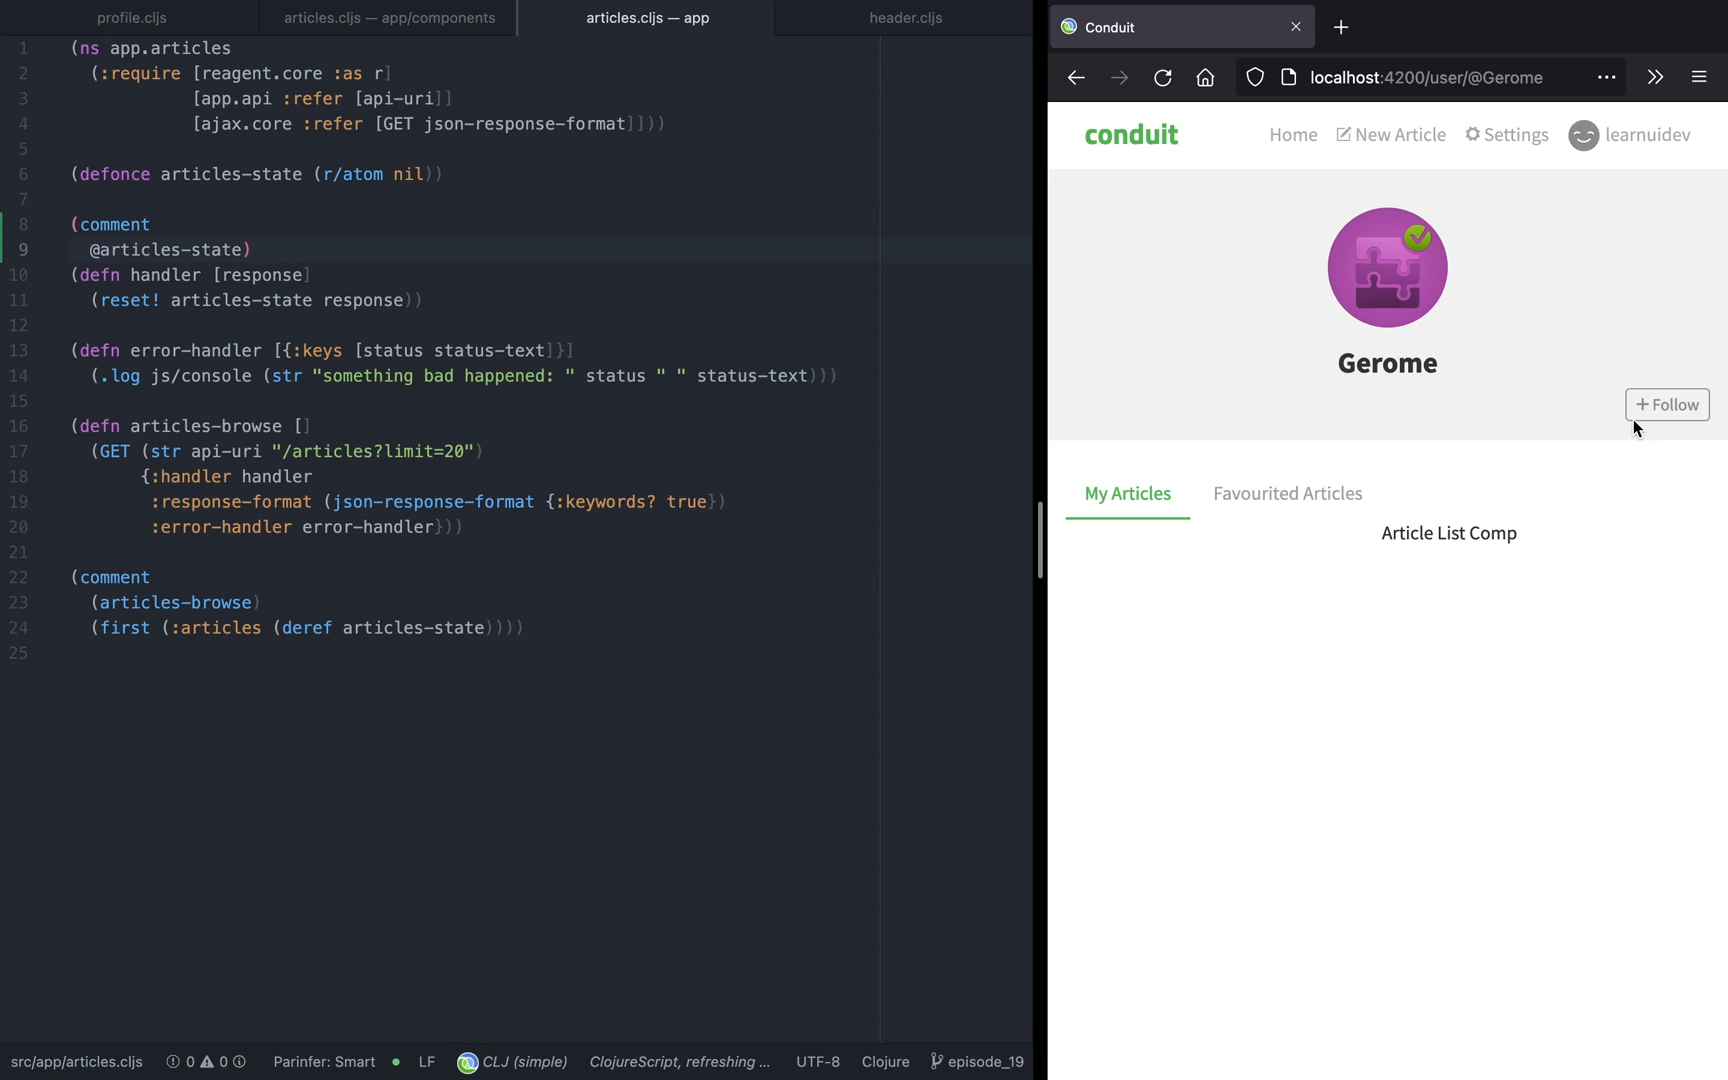 profile.cljs
articles.cljs — app/components
articles.cljs — app
header.cljs
1 (ns app.articles
2 (:require [reagent.core :as r]
3 [app.api :refer [api-uri]]
4 [ajax.core :refer [GET json-response-format]]))
5
6 (defonce articles-state (r/atom nil))
7
8 (comment
9 @articles-state)
10 (defn handler [response]
11 (reset! articles-state response))
12
13 (defn error-handler [{:keys [status status-text]}]
14 (.log js/console (str "something bad happened: " status " " status-text)))
15
16 (defn articles-browse []
17 (GET (str api-uri "/articles?limit=20")
18 {:handler handler
19 :response-format (json-response-format {:keywords? true})
20 :error-handler error-handler}))
21
22 (comment
23 (articles-browse)
24 (first (:articles (deref articles-state))))
25
src/app/articles.cljs 0 0 Parinfer: Smart LF CLJ (simple) ClojureScript, refreshing ... UTF-8 Clojure episode_19
Conduit
localhost:4200/user/@Gerome
conduit
Home New Article Settings learnuidev
Gerome
+ Follow
My Articles Favourited Articles
Article List Comp